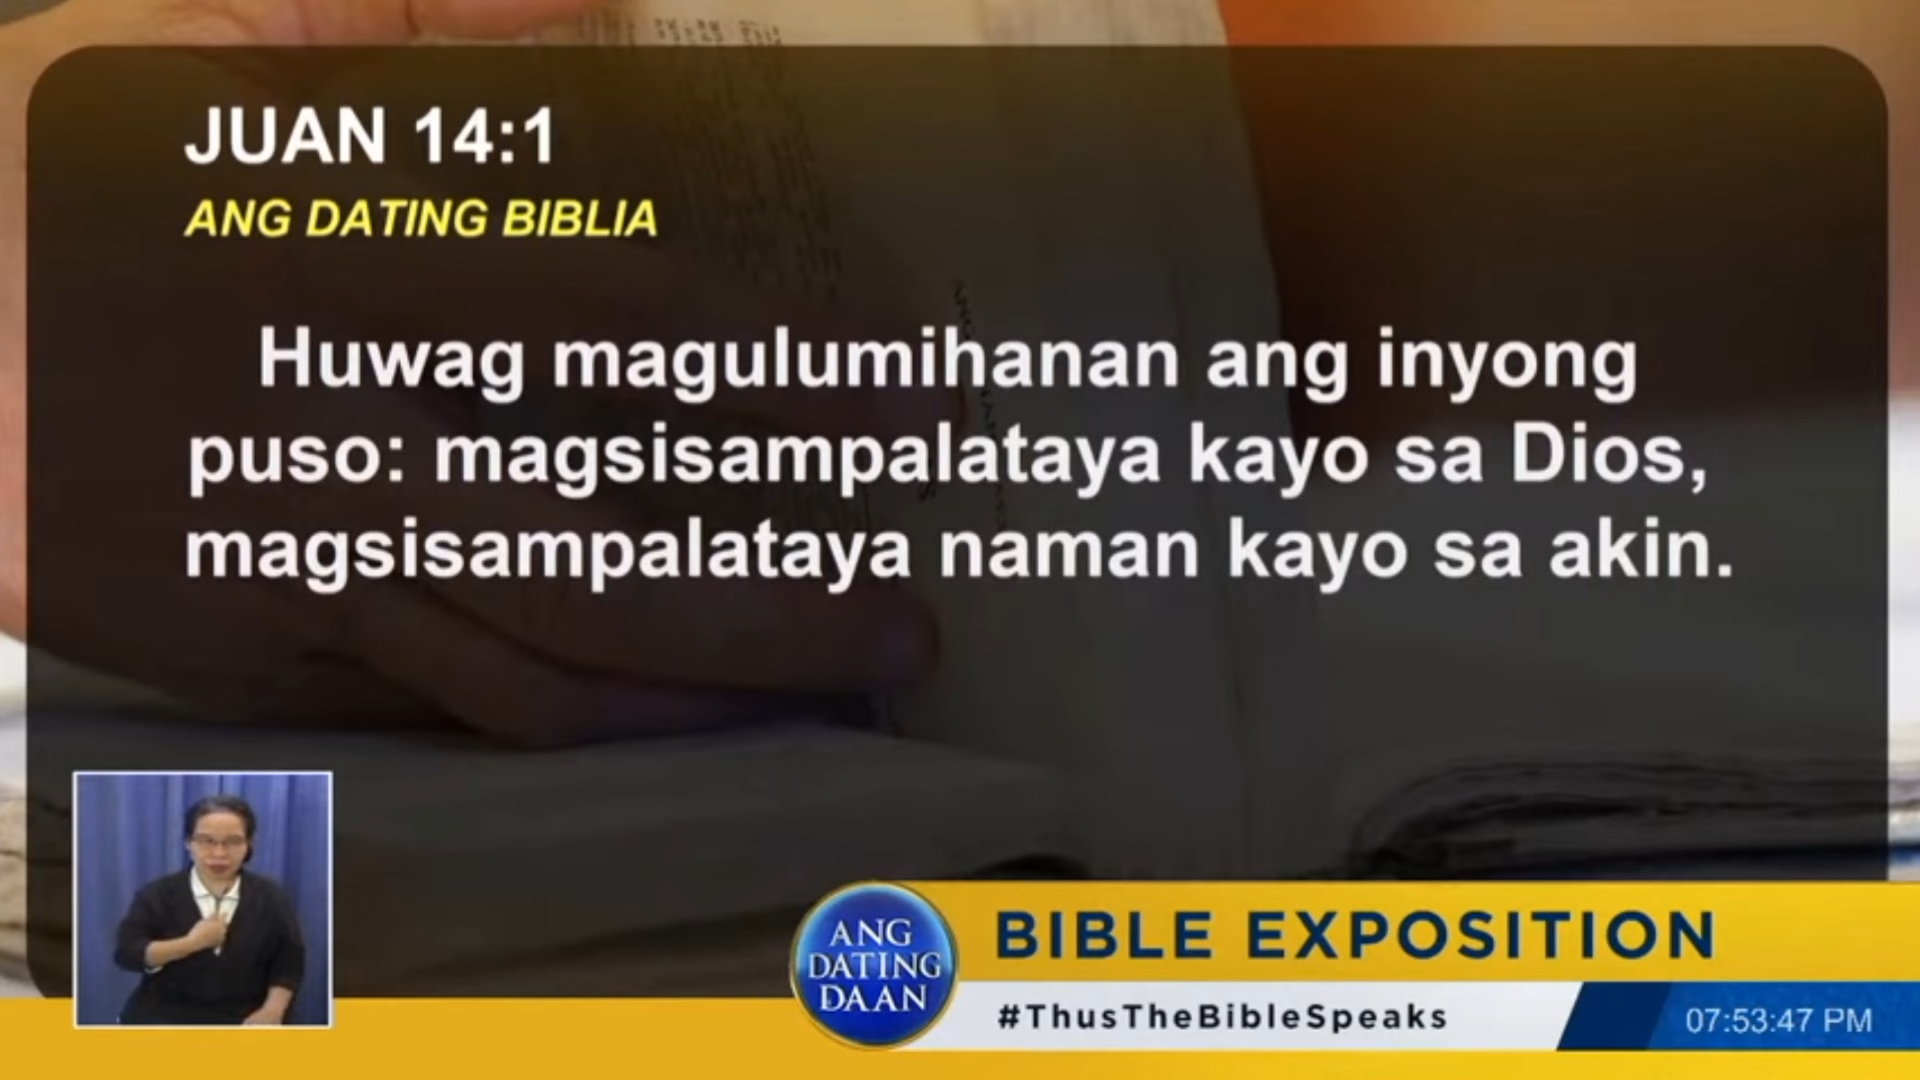 JUAN 14:1
ANG DATING BIBLIA
Huwag magulumihanan ang inyong
puso: magsisampalataya kayo sa Dios,
magsisampalataya naman kayo sa akin.
ANG
DATING
DAAN
BIBLE EXPOSITION
#ThusTheBibleSpeaks
07:53:47 PM